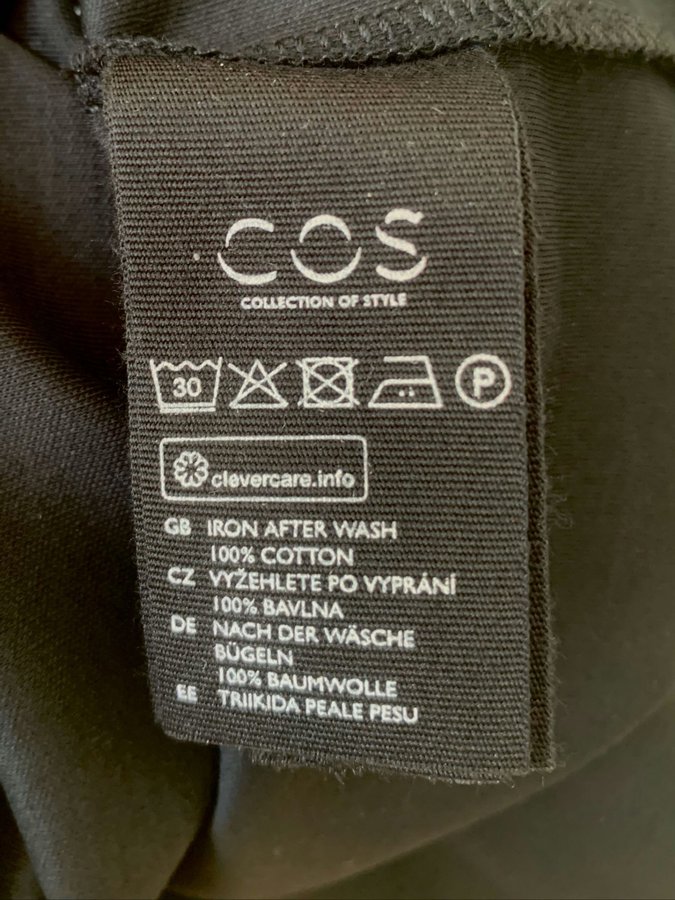 COS
COLLECTION OF STYLE
30
P
clevercare.info
GB IRON AFTER WASH
100% COTTON
CZ VYŽEHLETE PO VYPRÁNÍ
100% BAVLNA
DE NACH DER WÄSCHE
BÜGELN
100% BAUMWOLLE
EE TRIIKIDA PEALE PESU